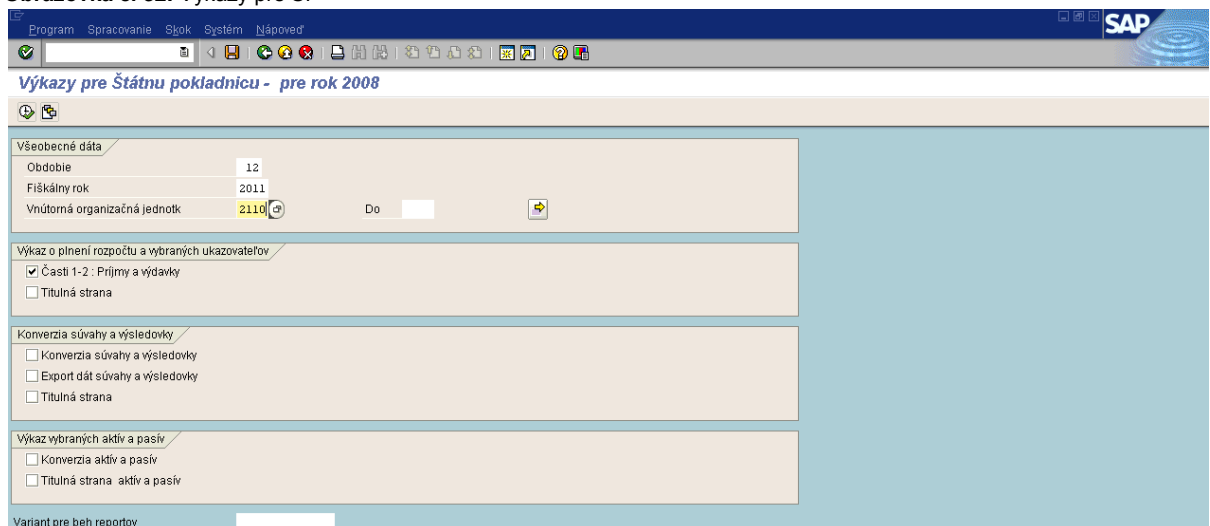 Program Spracovanie Skok Systém Nápoveď
SAP
Výkazy pre Štátnu pokladnicu - pre rok 2008
Všeobecné dáta
Obdobie 12
Fiškálny rok 2011
Vnútorná organizačná jednotk 2110 Do
Výkaz o plnení rozpočtu a vybraných ukazovateľov
Časti 1-2 : Príjmy a výdavky
Titulná strana
Konverzia súvahy a výsledovky
Konverzia súvahy a výsledovky
Export dát súvahy a výsledovky
Titulná strana
Výkaz vybraných aktív a pasív
Konverzia aktív a pasív
Titulná strana aktív a pasív
Variant pre beh reportov